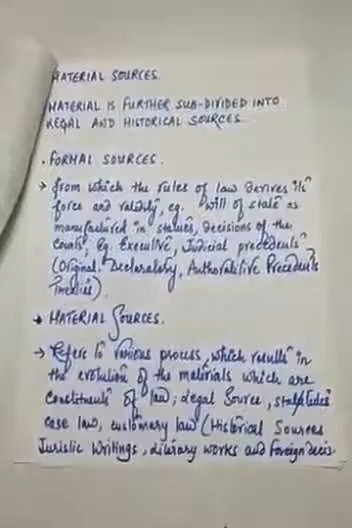 MATERIAL SOURCES.
MATERIAL IS FURTHER SUB-DIVIDED INTO
REGAL AND HISTORICAL SOURCES.
• FORMAL SOURCES.
→ from which the rules of law derives its
force and validity, eg. will of state as
manufactured in statues, decisions of the
courts, Eg. Executive, Judicial precedents
(Original, Declaratory, Authoralitive Precedents
→ MATERIAL SOURCES.
→ Refers to various process, which results in
the evolution of the materials which are
constituents of law; Legal Source,
case law, customary law (Historical Sources
Juristic Writings, literary works and foreign decis